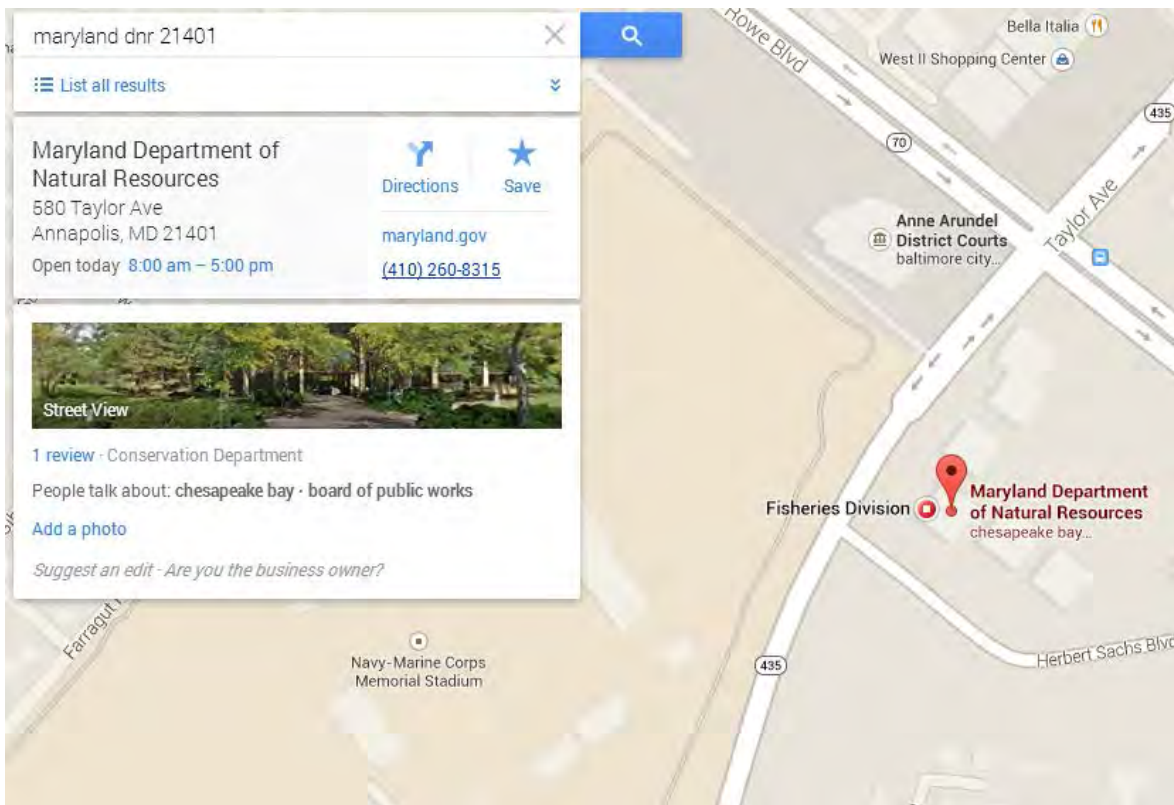 maryland dnr 21401
List all results
Maryland Department of
Natural Resources
580 Taylor Ave
Annapolis, MD 21401
Open today 8:00 am – 5:00 pm
Directions
Save
maryland.gov
(410) 260-8315
Street View
1 review · Conservation Department
People talk about: chesapeake bay · board of public works
Add a photo
Suggest an edit · Are you the business owner?
Rowe Blvd
Bella Italia
West II Shopping Center
435
70
Taylor Ave
Anne Arundel
District Courts
baltimore city...
Fisheries Division
Maryland Department
of Natural Resources
chesapeake bay...
Farragut
Navy-Marine Corps
Memorial Stadium
435
Herbert Sachs Blvd